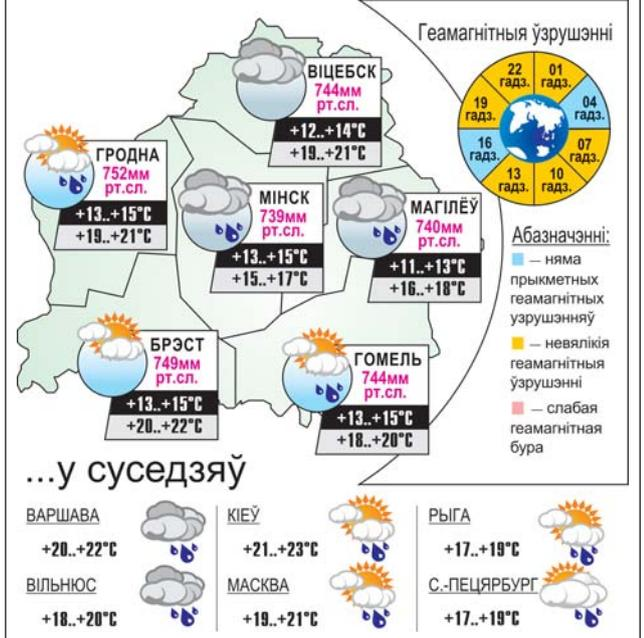 Геамагнітныя ўзрушэнні
22
гадз.
01
гадз.
04
гадз.
07
гадз.
10
гадз.
13
гадз.
16
гадз.
19
гадз.
ВІЦЕБСК
744мм
рт.сл.
+12..+14°C
+19..+21°C
ГРОДНА
752мм
рт.сл.
+13..+15°C
+19..+21°C
МІНСК
739мм
рт.сл.
+13..+15°C
+15..+17°C
МАГІЛЁЎ
740мм
рт.сл.
+11..+13°C
+16..+18°C
Абазначэнні:
– няма
прыкметных
геамагнітных
узрушэнняў
– невялікія
геамагнітныя
ўзрушэнні
– слабая
геамагнітная
бура
БРЭСТ
749мм
рт.сл.
+13..+15°C
+20..+22°C
ГОМЕЛЬ
744мм
рт.сл.
+13..+15°C
+18..+20°C
...у суседзяў
ВАРШАВА
+20..+22°C
КІЕЎ
+21..+23°C
РЫГА
+17..+19°C
ВІЛЬНЮС
+18..+20°C
МАСКВА
+19..+21°C
С.-ПЕЦЯРБУРГ
+17..+19°C